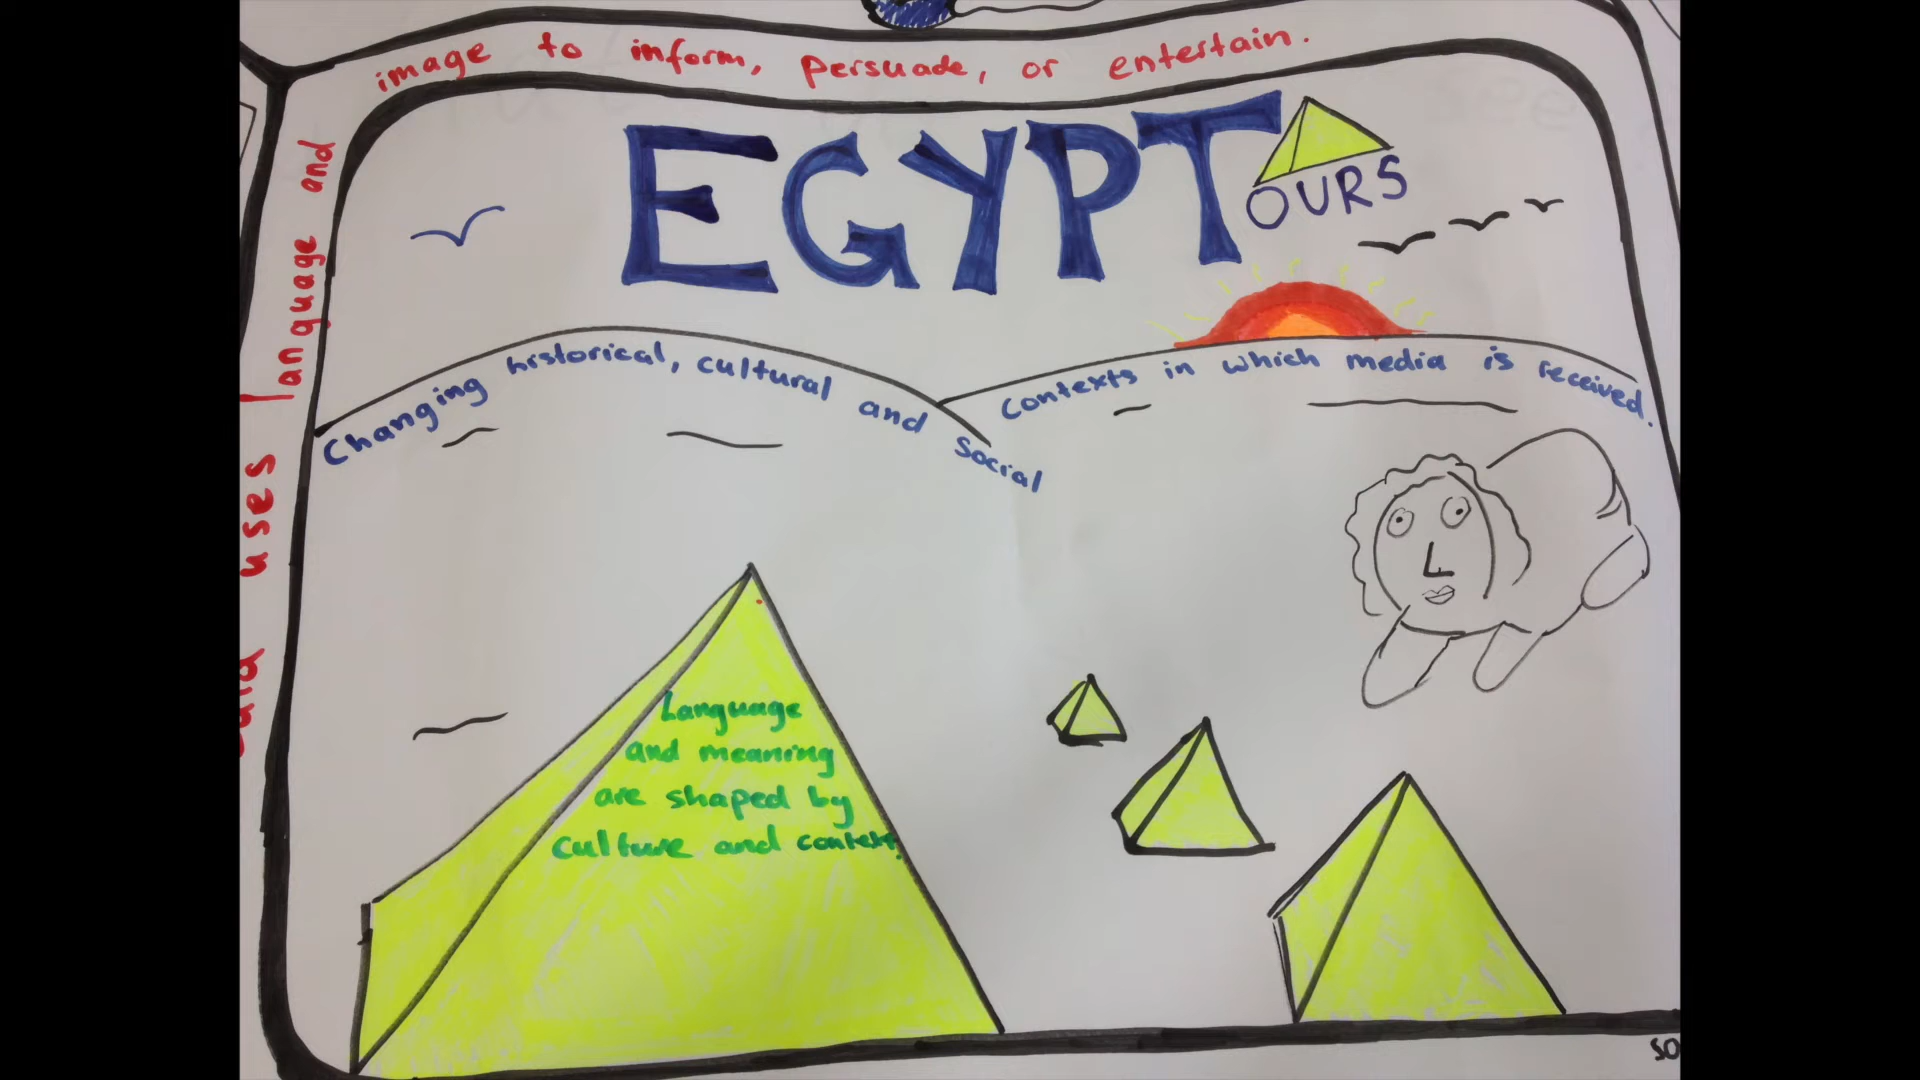 uses language and
image to inform, persuade, or entertain.
EGYPT
OURS
Changing historical, cultural and social
contexts in which media is received.
Language
and meaning
are shaped by
culture and context.